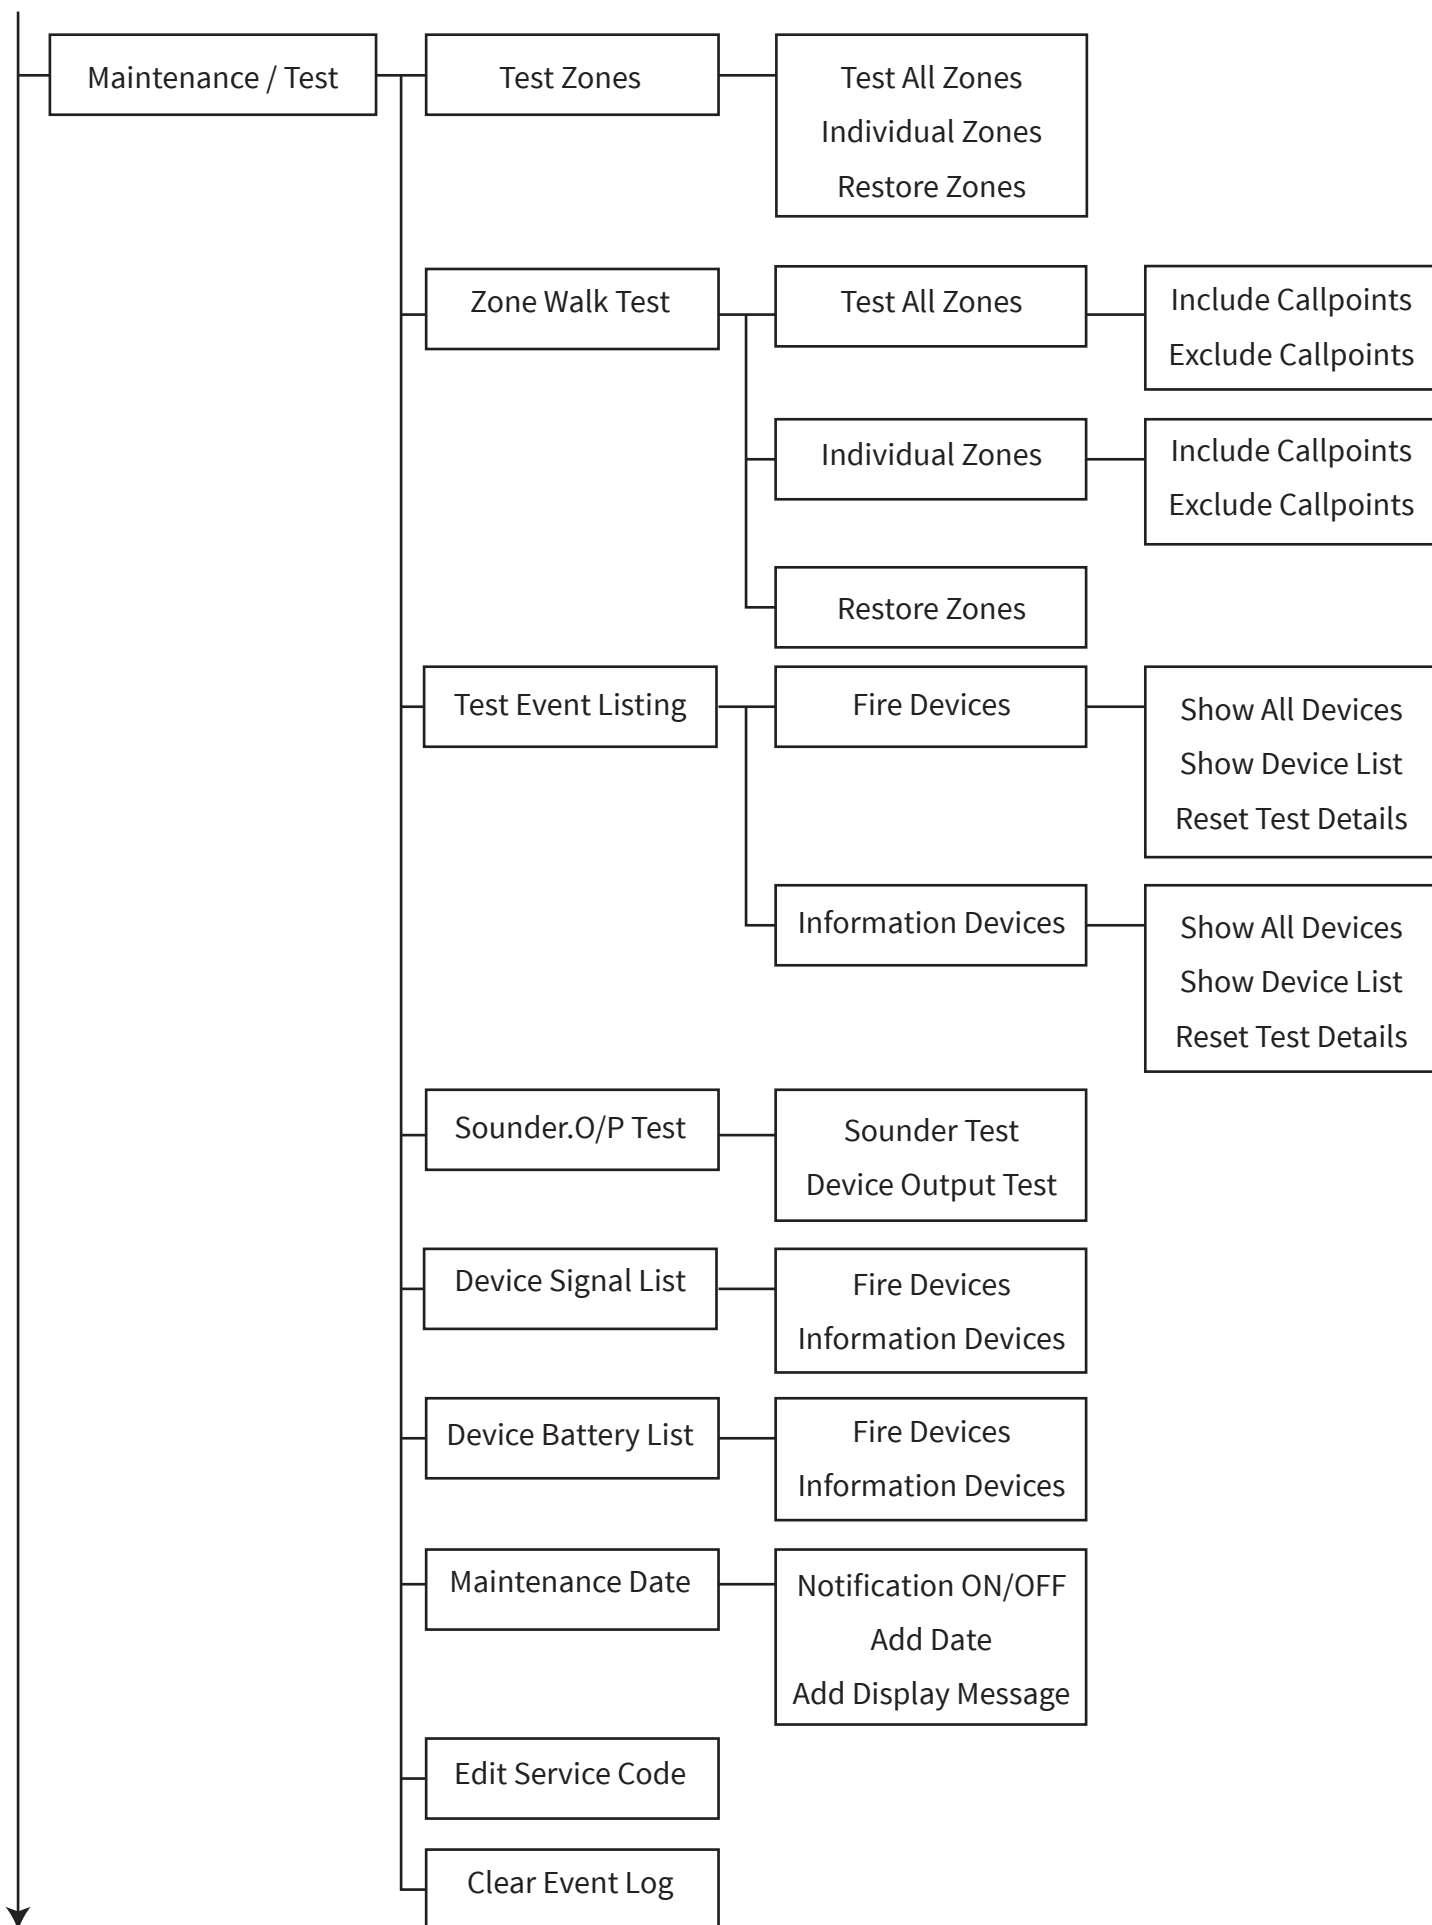 Maintenance / Test
Test Zones
Test All Zones
Individual Zones
Restore Zones
Zone Walk Test
Test All Zones
Include Callpoints
Exclude Callpoints
Individual Zones
Include Callpoints
Exclude Callpoints
Restore Zones
Test Event Listing
Fire Devices
Show All Devices
Show Device List
Reset Test Details
Information Devices
Show All Devices
Show Device List
Reset Test Details
Sounder.O/P Test
Sounder Test
Device Output Test
Device Signal List
Fire Devices
Information Devices
Device Battery List
Fire Devices
Information Devices
Maintenance Date
Notification ON/OFF
Add Date
Add Display Message
Edit Service Code
Clear Event Log